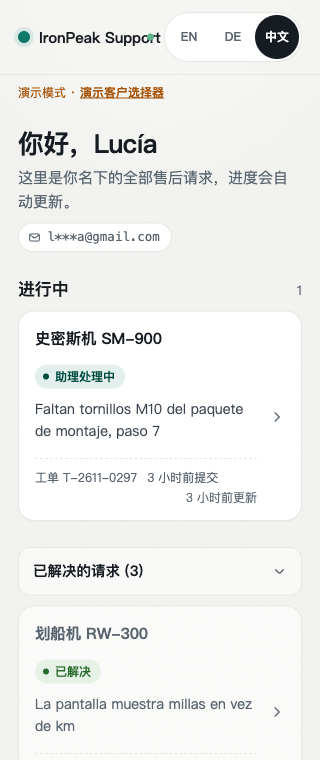 IronPeak Support
EN
DE
中文
演示模式 · 演示客户选择器
你好，Lucía
这里是你名下的全部售后请求，进度会自
动更新。
l***a@gmail.com
进行中
1
史密斯机 SM-900
助理处理中
Faltan tornillos M10 del paquete
de montaje, paso 7
工单 T-2611-0297 3 小时前提交
3 小时前更新
已解决的请求 (3)
划船机 RW-300
已解决
La pantalla muestra millas en vez
de km